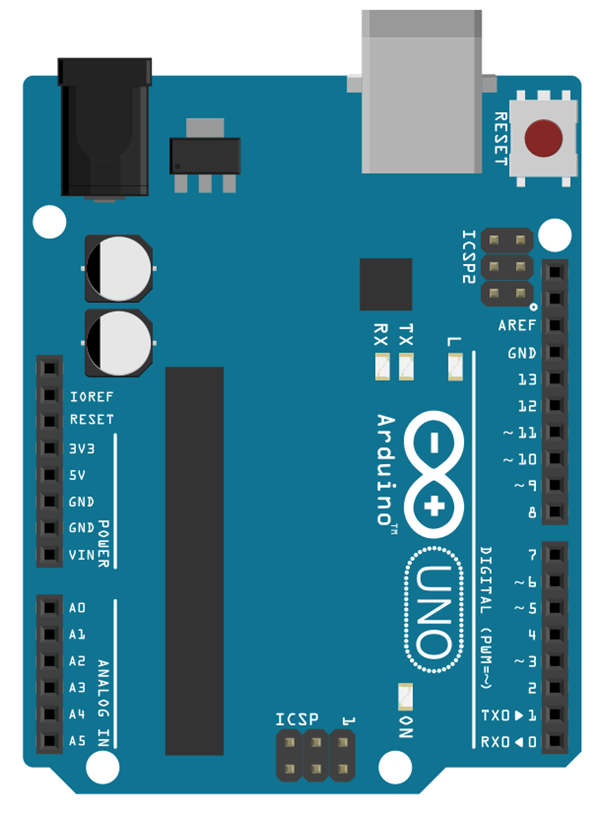 RESET
ICSP2
AREF
GND
13
12
~11
~10
~9
8
7
~6
~5
4
~3
2
TX0▶1
RX0◀0
DIGITAL (PWM=~)
RX
TX
L
Arduino™
UNO
ON
ICSP 1
IOREF
RESET
3V3
5V
GND
GND
VIN
POWER
A0
A1
A2
A3
A4
A5
ANALOG IN